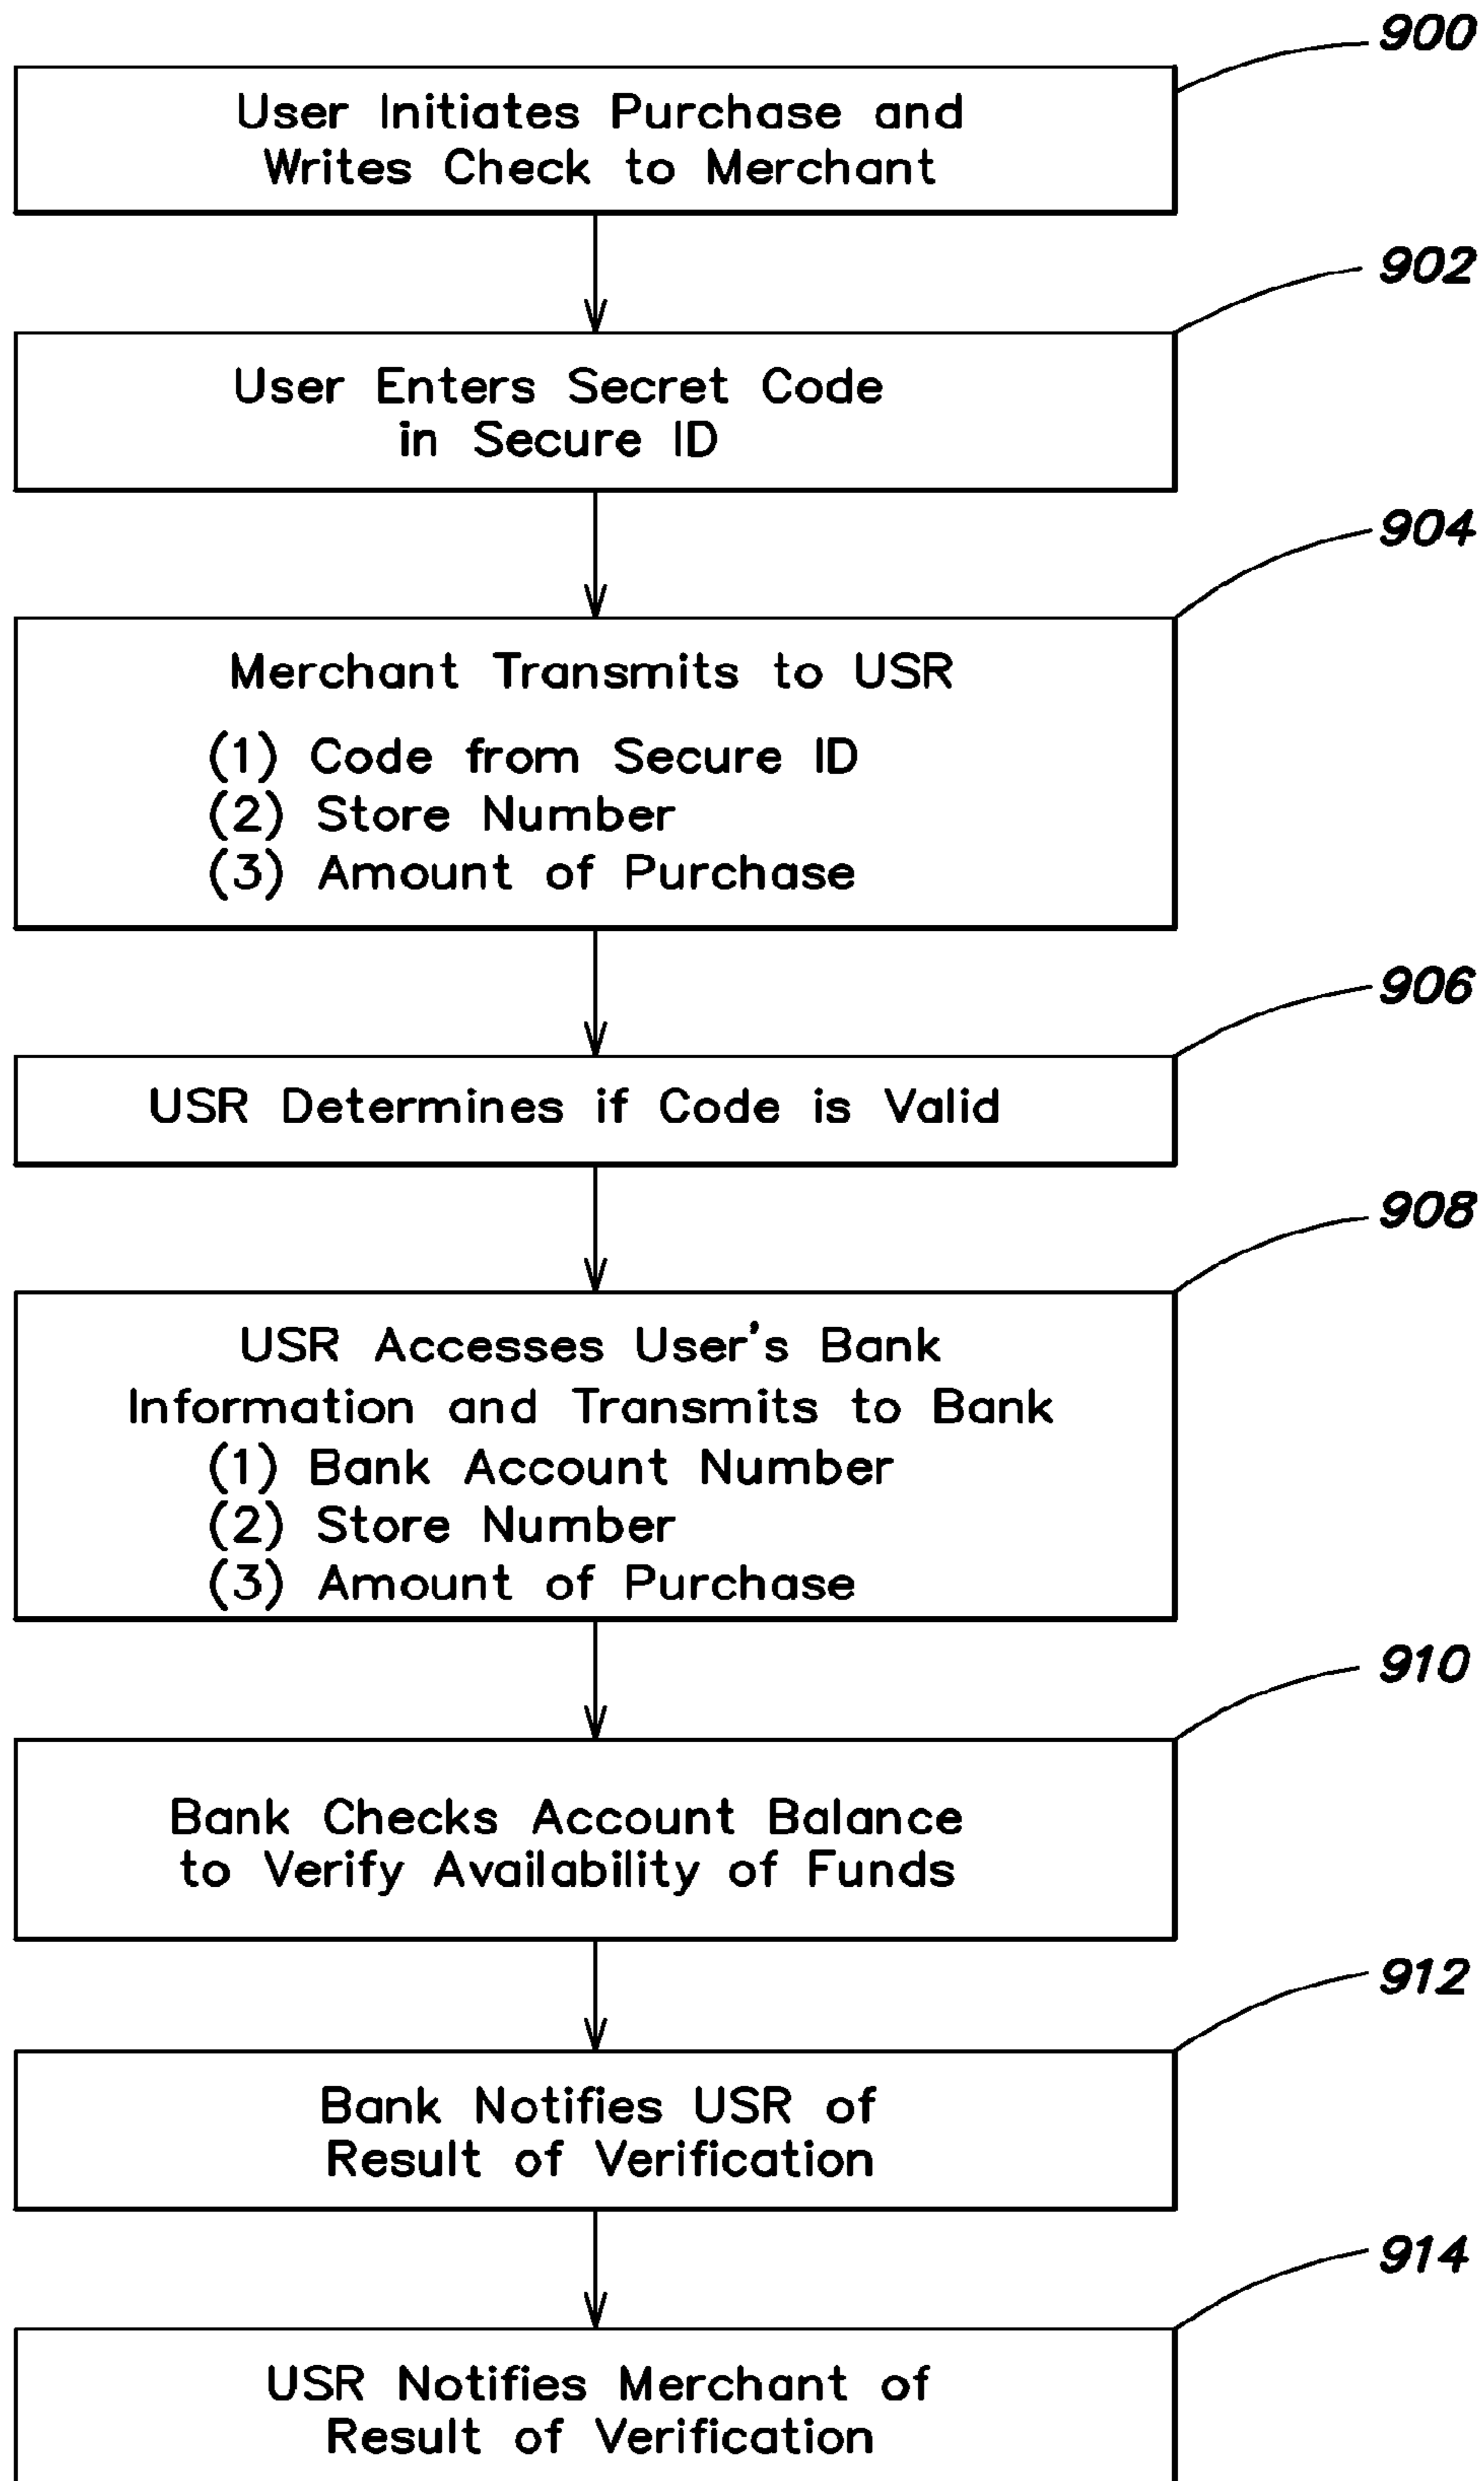 900
User Initiates Purchase and
Writes Check to Merchant
902
User Enters Secret Code
in Secure ID
904
Merchant Transmits to USR
(1) Code from Secure ID
(2) Store Number
(3) Amount of Purchase
906
USR Determines if Code is Valid
908
USR Accesses User's Bank
Information and Transmits to Bank
(1) Bank Account Number
(2) Store Number
(3) Amount of Purchase
910
Bank Checks Account Balance
to Verify Availability of Funds
912
Bank Notifies USR of
Result of Verification
914
USR Notifies Merchant of
Result of Verification